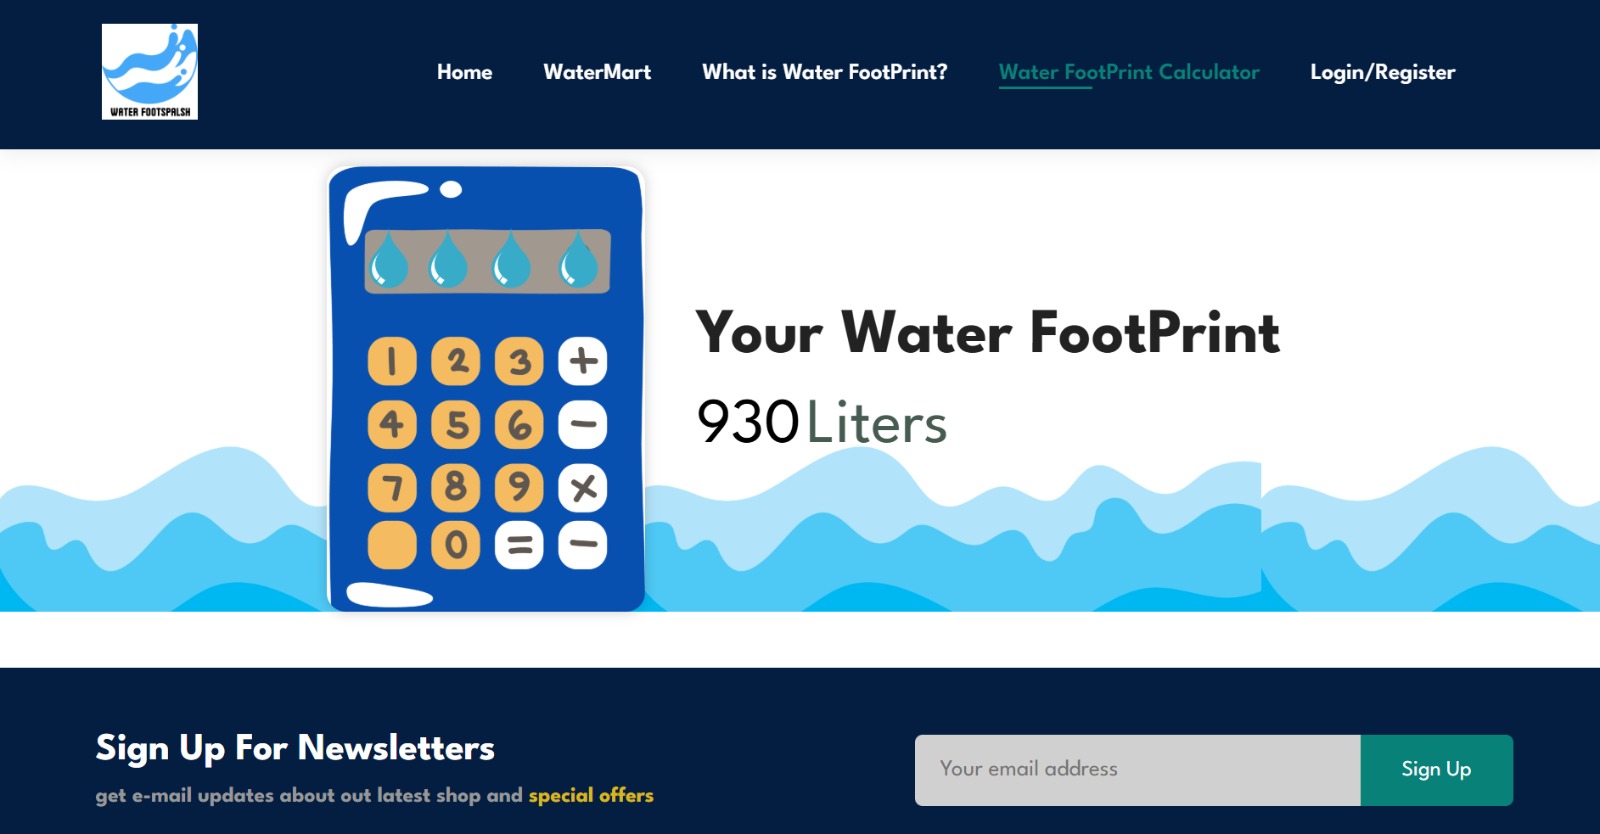 WATER FOOTSPALSH
Home WaterMart What is Water FootPrint? Water FootPrint Calculator Login/Register
1 2 3 +
4 5 6 −
7 8 9 ×
0 = −
Your Water FootPrint
930 Liters
Sign Up For Newsletters
get e-mail updates about out latest shop and special offers
Your email address
Sign Up